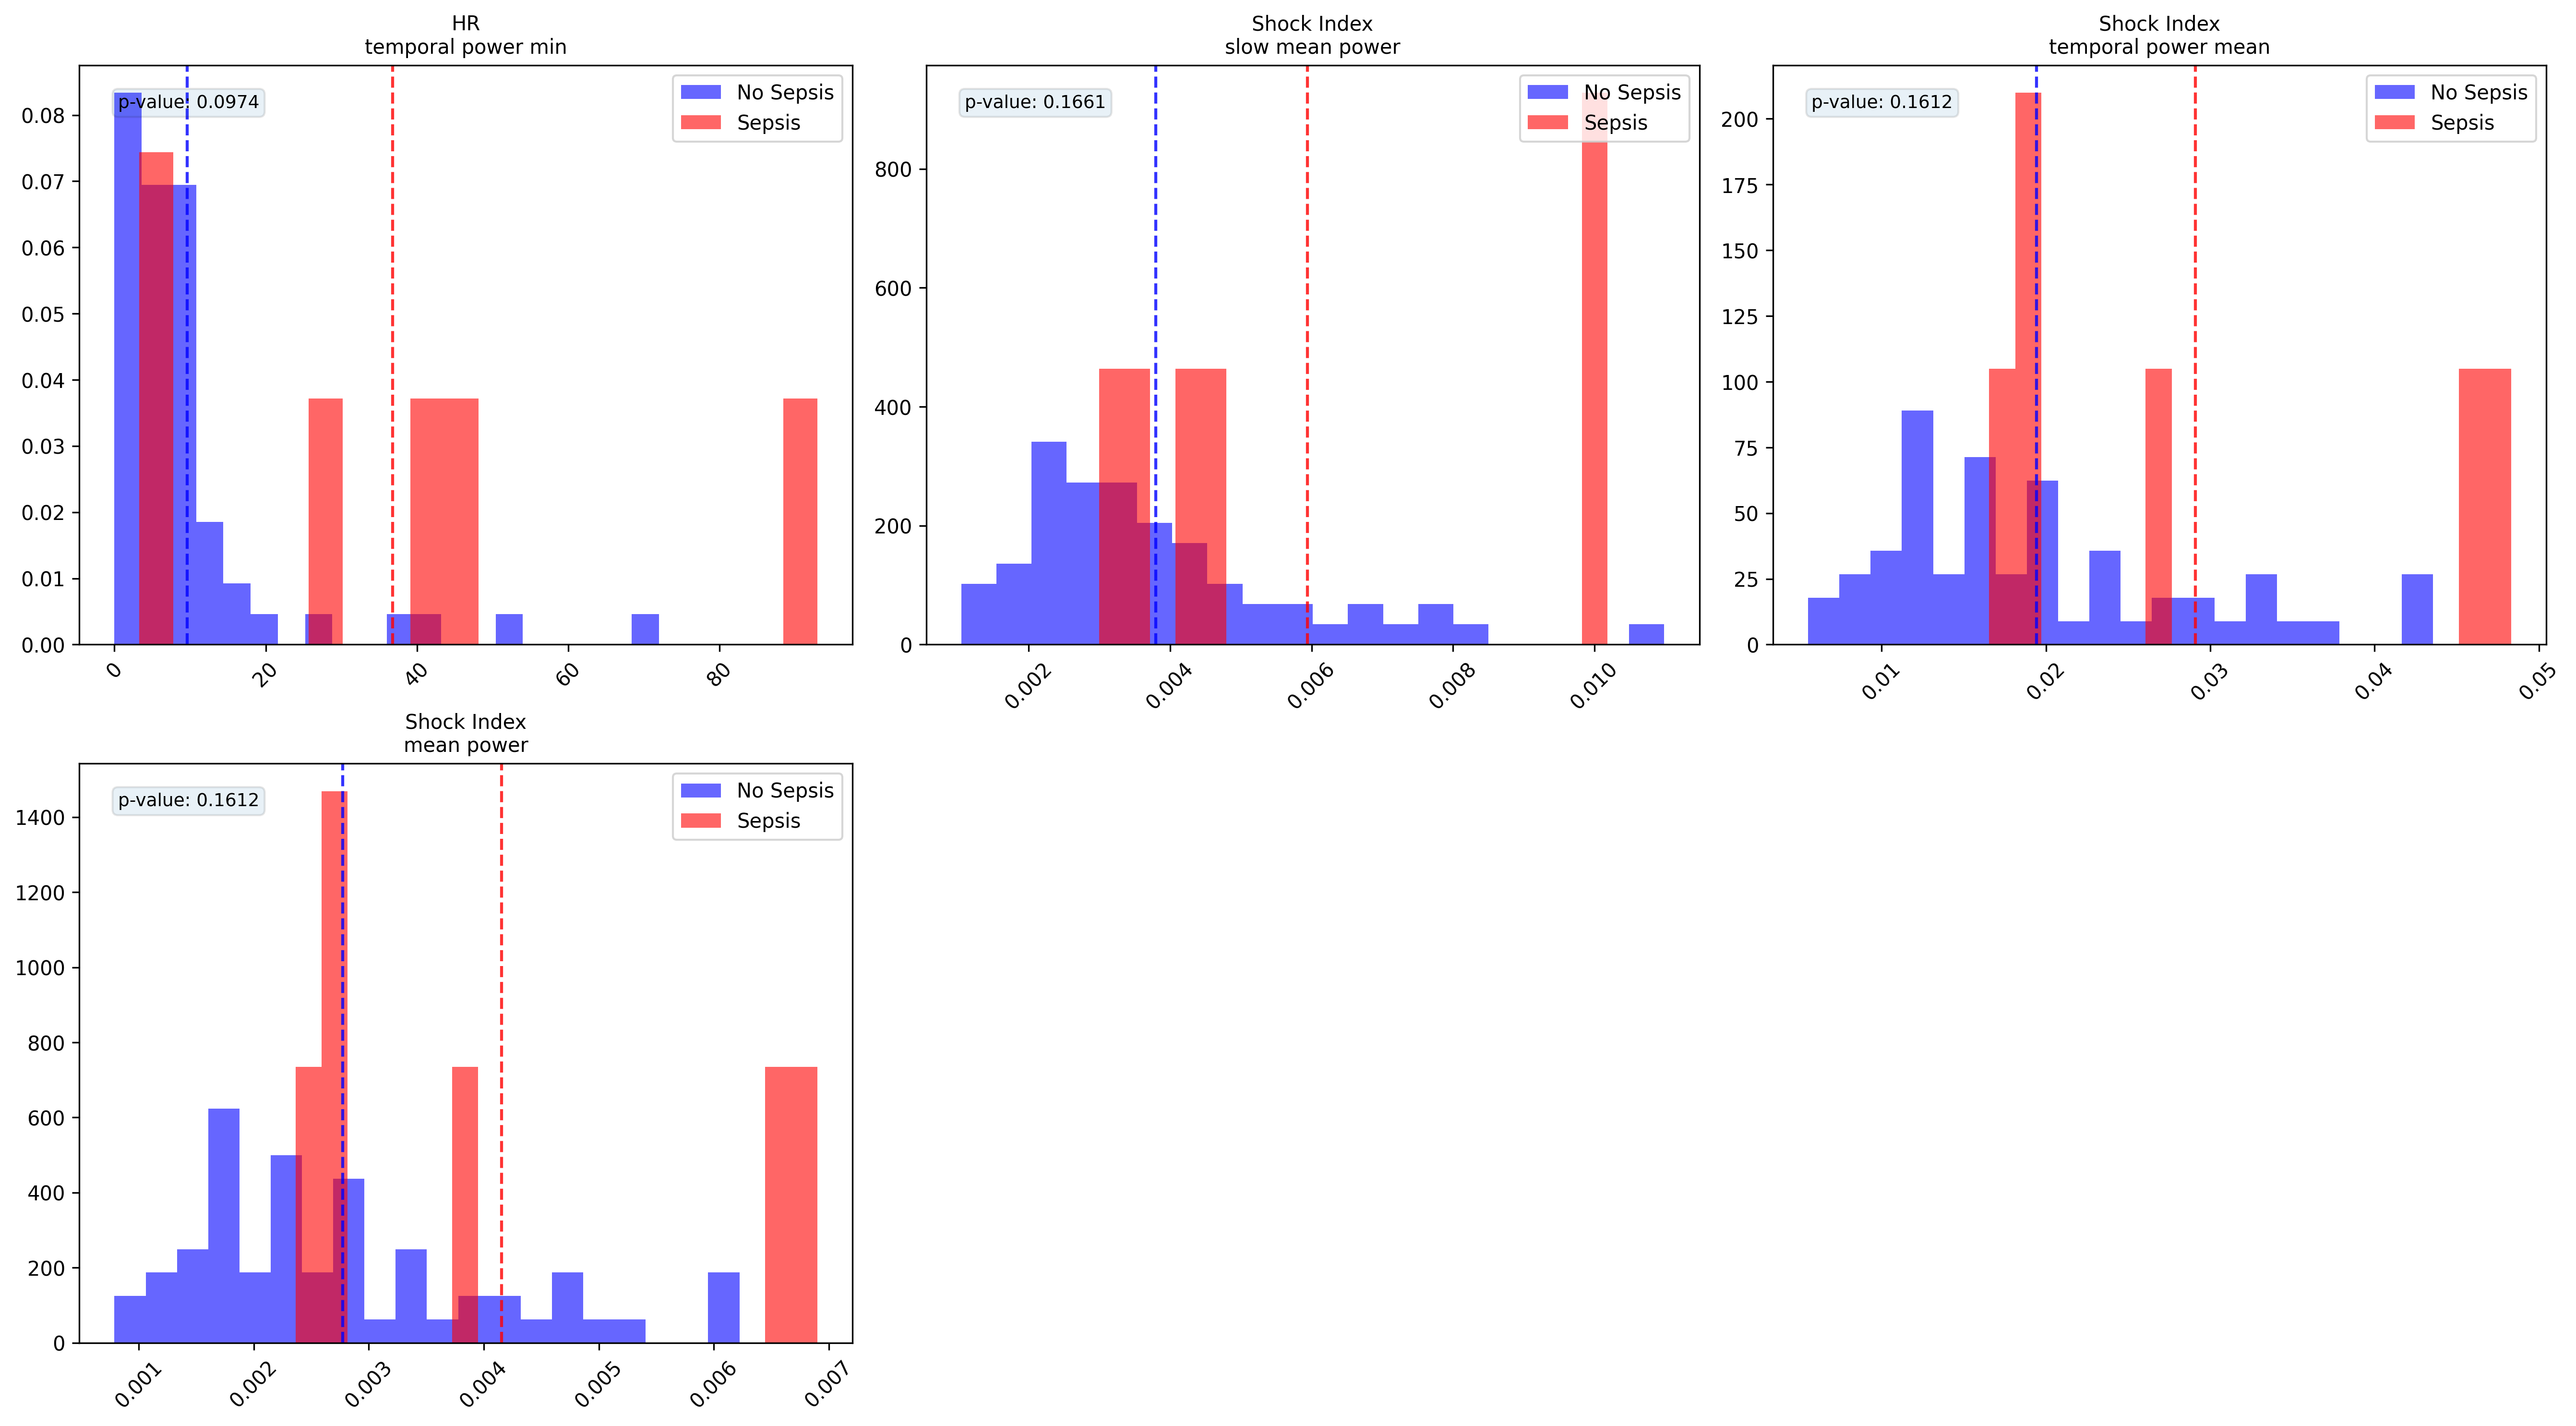 HR
temporal power min
p-value: 0.0974
No Sepsis
Sepsis
0.08
0.07
0.06
0.05
0.04
0.03
0.02
0.01
0.00
0
20
40
60
80
Shock Index
slow mean power
p-value: 0.1661
No Sepsis
Sepsis
800
600
400
200
0
0.002
0.004
0.006
0.008
0.010
Shock Index
temporal power mean
p-value: 0.1612
No Sepsis
Sepsis
200
175
150
125
100
75
50
25
0
0.01
0.02
0.03
0.04
0.05
Shock Index
mean power
p-value: 0.1612
No Sepsis
Sepsis
1400
1200
1000
800
600
400
200
0
0.001
0.002
0.003
0.004
0.005
0.006
0.007